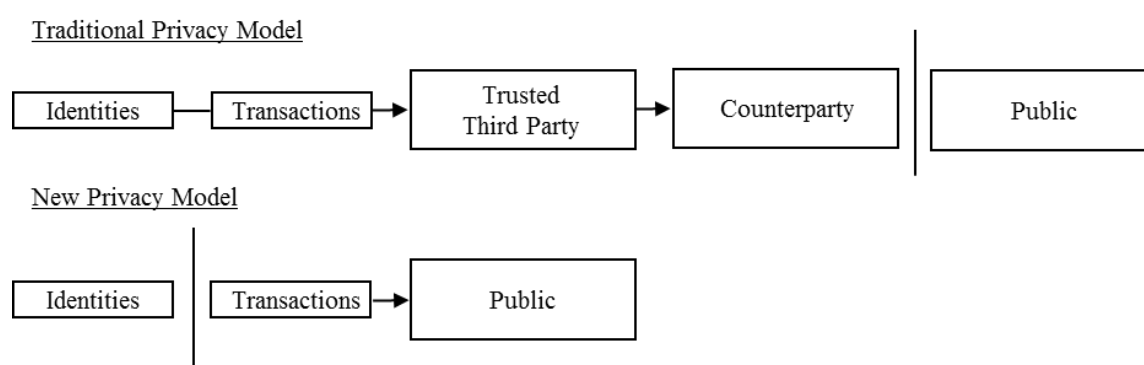 Traditional Privacy Model
Identities Transactions Trusted Third Party Counterparty Public
New Privacy Model
Identities Transactions Public